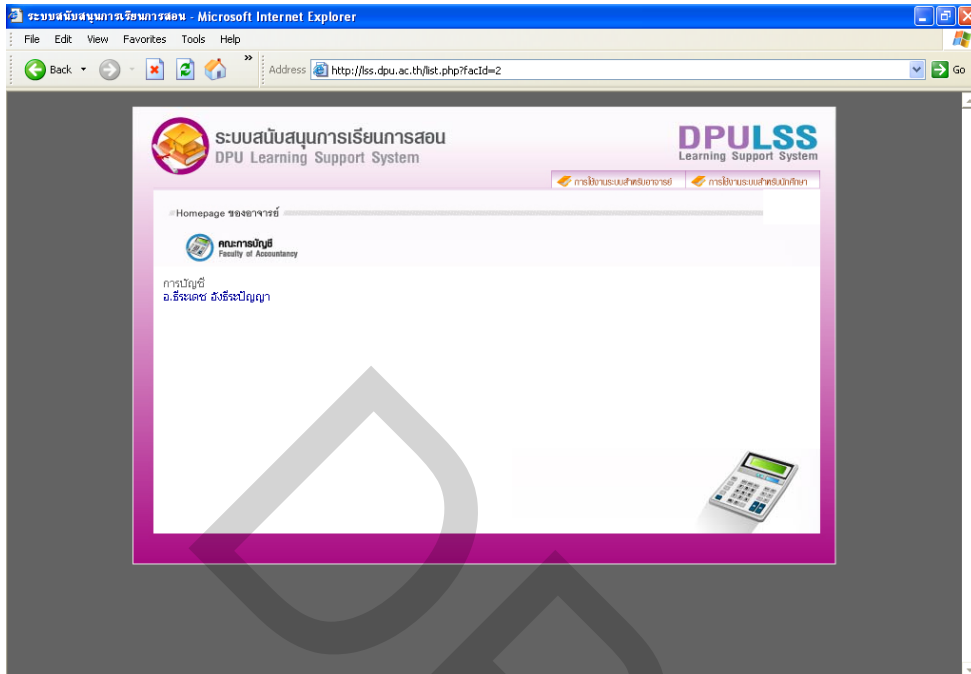 ระบบสนับสนุนการเรียนการสอน - Microsoft Internet Explorer
File Edit View Favorites Tools Help
Back » Address http://lss.dpu.ac.th/list.php?facId=2 Go
ระบบสนับสนุนการเรียนการสอน
DPU Learning Support System
DPULSS
Learning Support System
การใช้งานระบบสำหรับอาจารย์ การใช้งานระบบสำหรับนักศึกษา
Homepage ของอาจารย์
คณะการบัญชี
Faculty of Accountancy
การบัญชี
อ.ธีระเดช อังธีระปัญญา